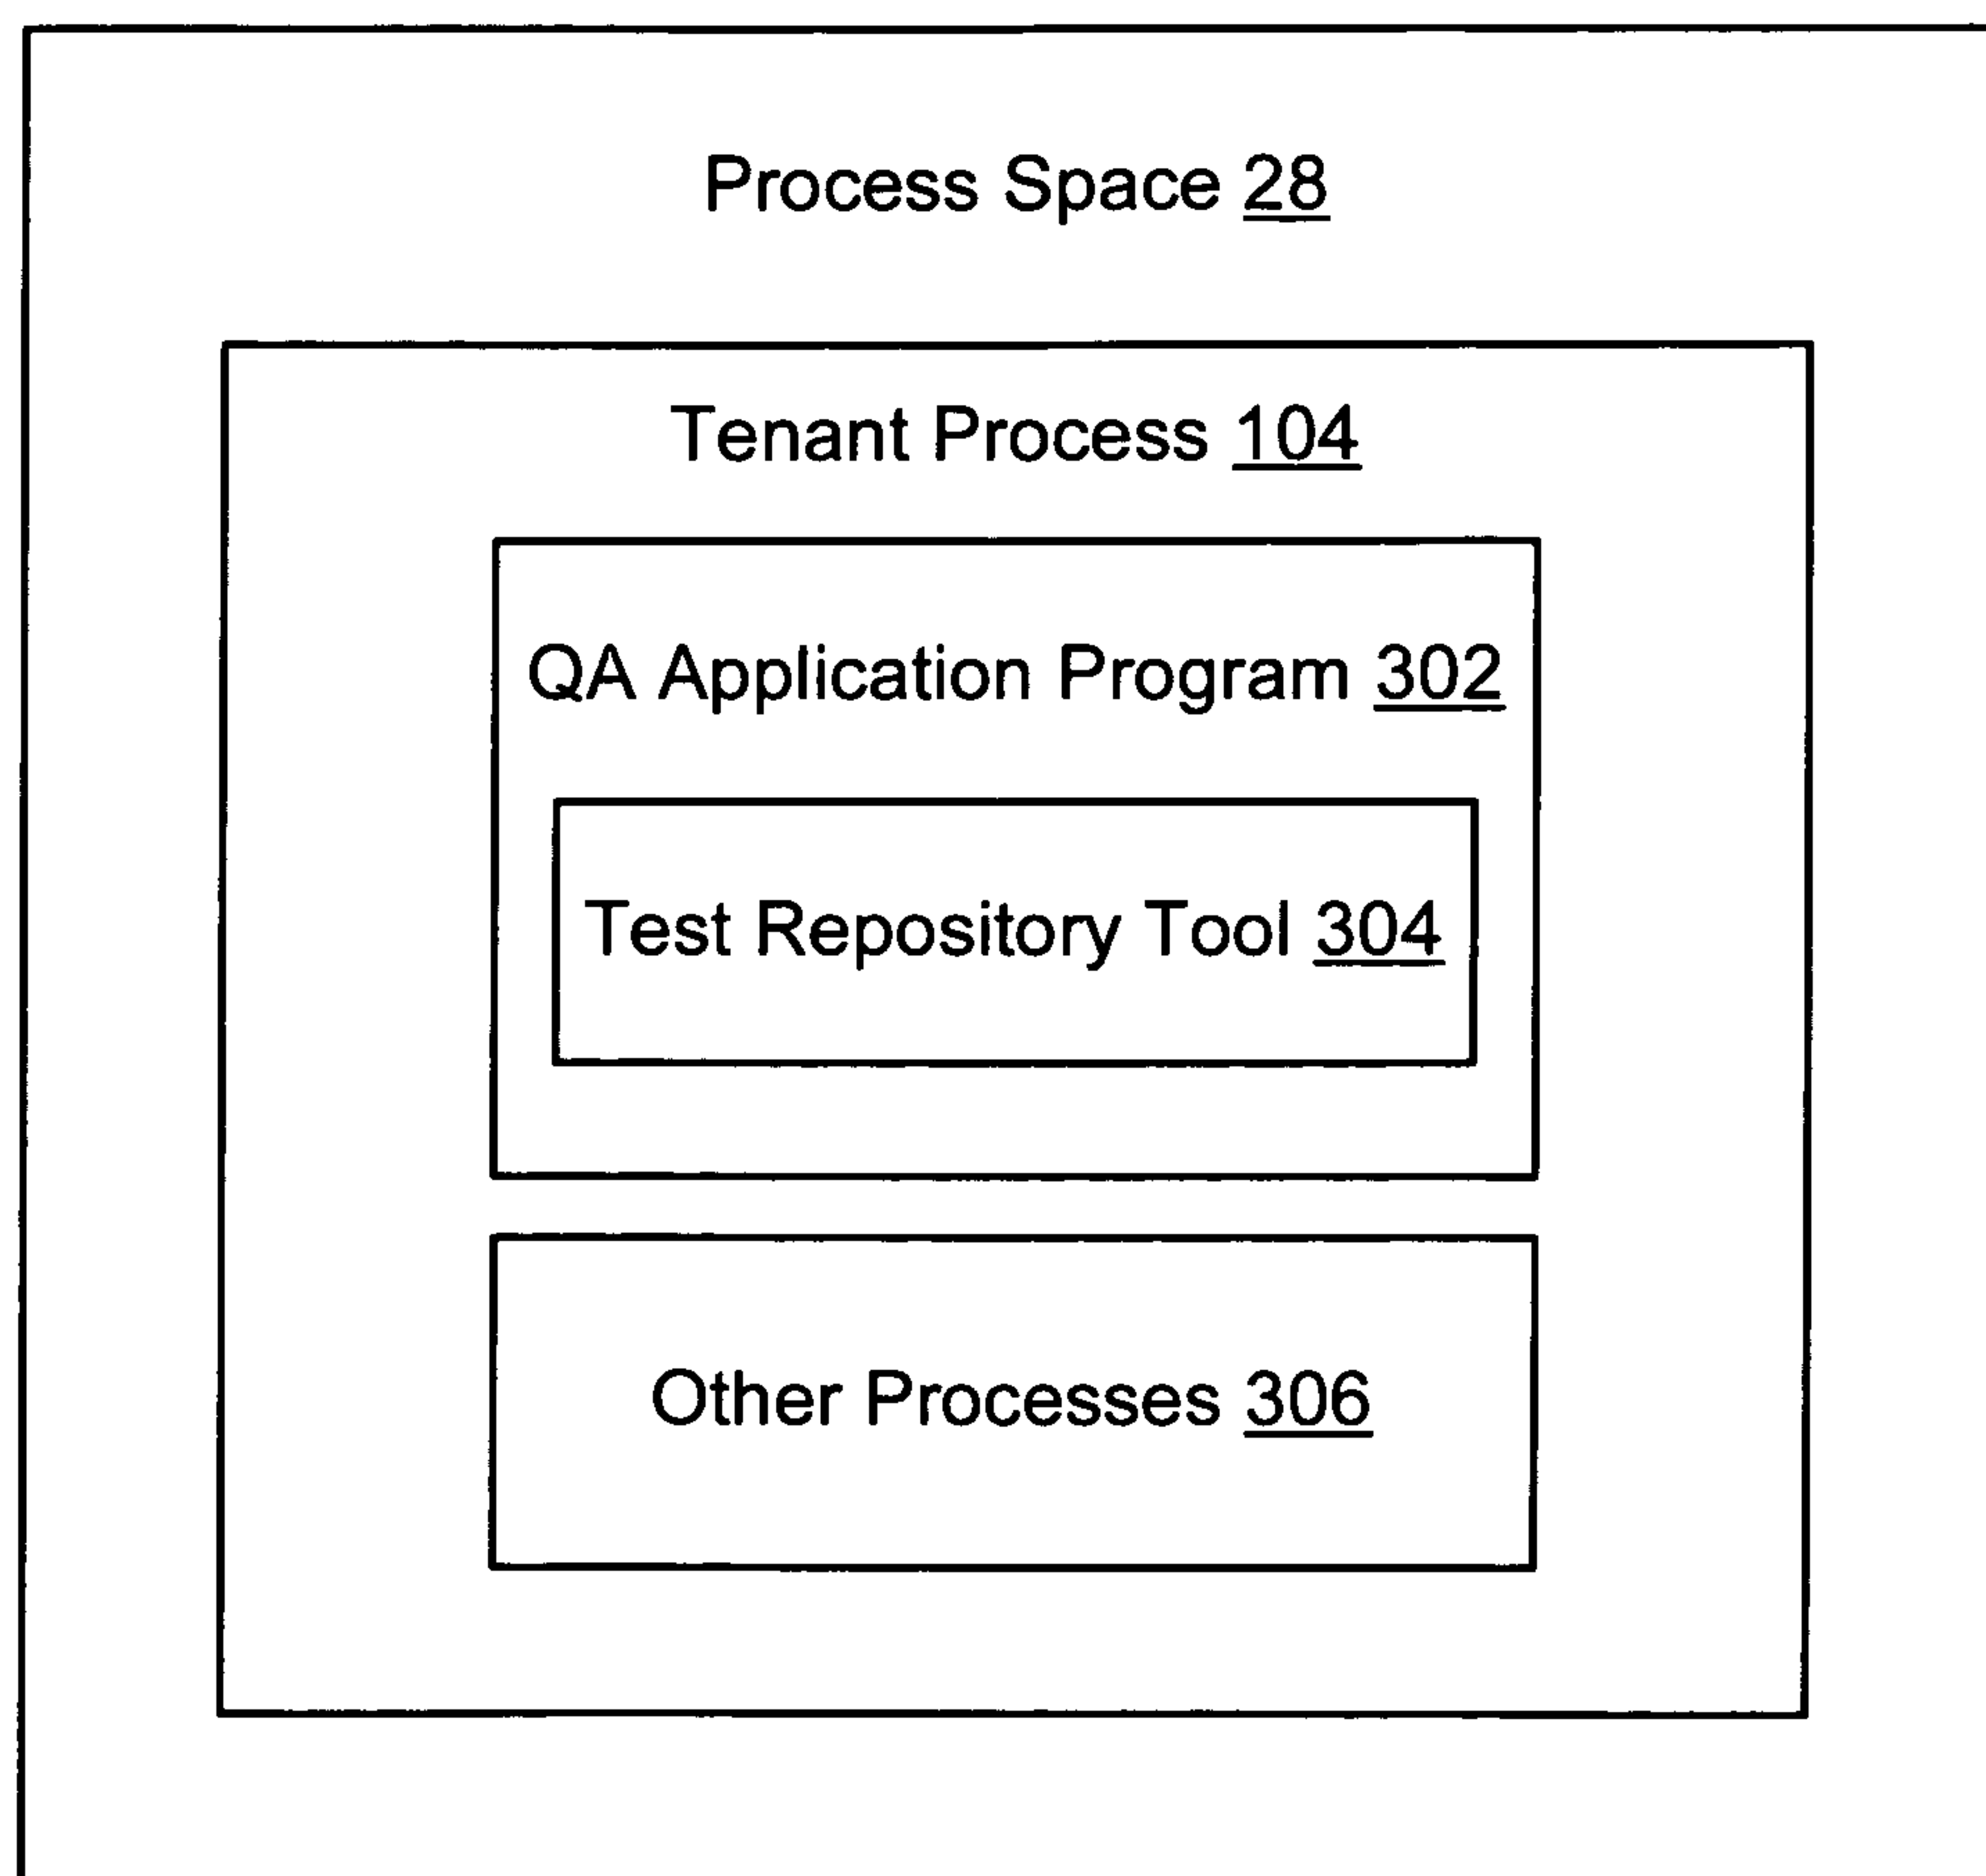 Process Space 28
Tenant Process 104
QA Application Program 302
Test Repository Tool 304
Other Processes 306